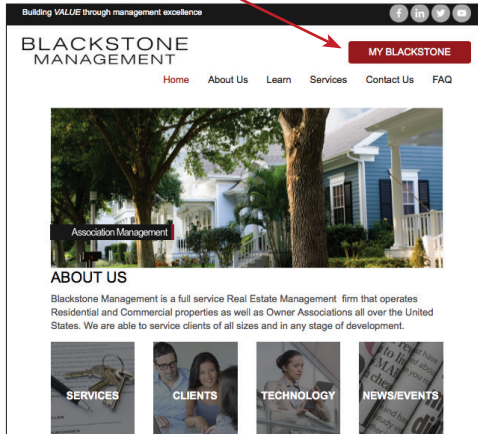 Building VALUE through management excellence
BLACKSTONE
MANAGEMENT
MY BLACKSTONE
Home About Us Learn Services Contact Us FAQ
Association Management
ABOUT US
Blackstone Management is a full service Real Estate Management firm that operates
Residential and Commercial properties as well as Owner Associations all over the United
States. We are able to service clients of all sizes and in any stage of development.
SERVICES CLIENTS TECHNOLOGY NEWS/EVENTS